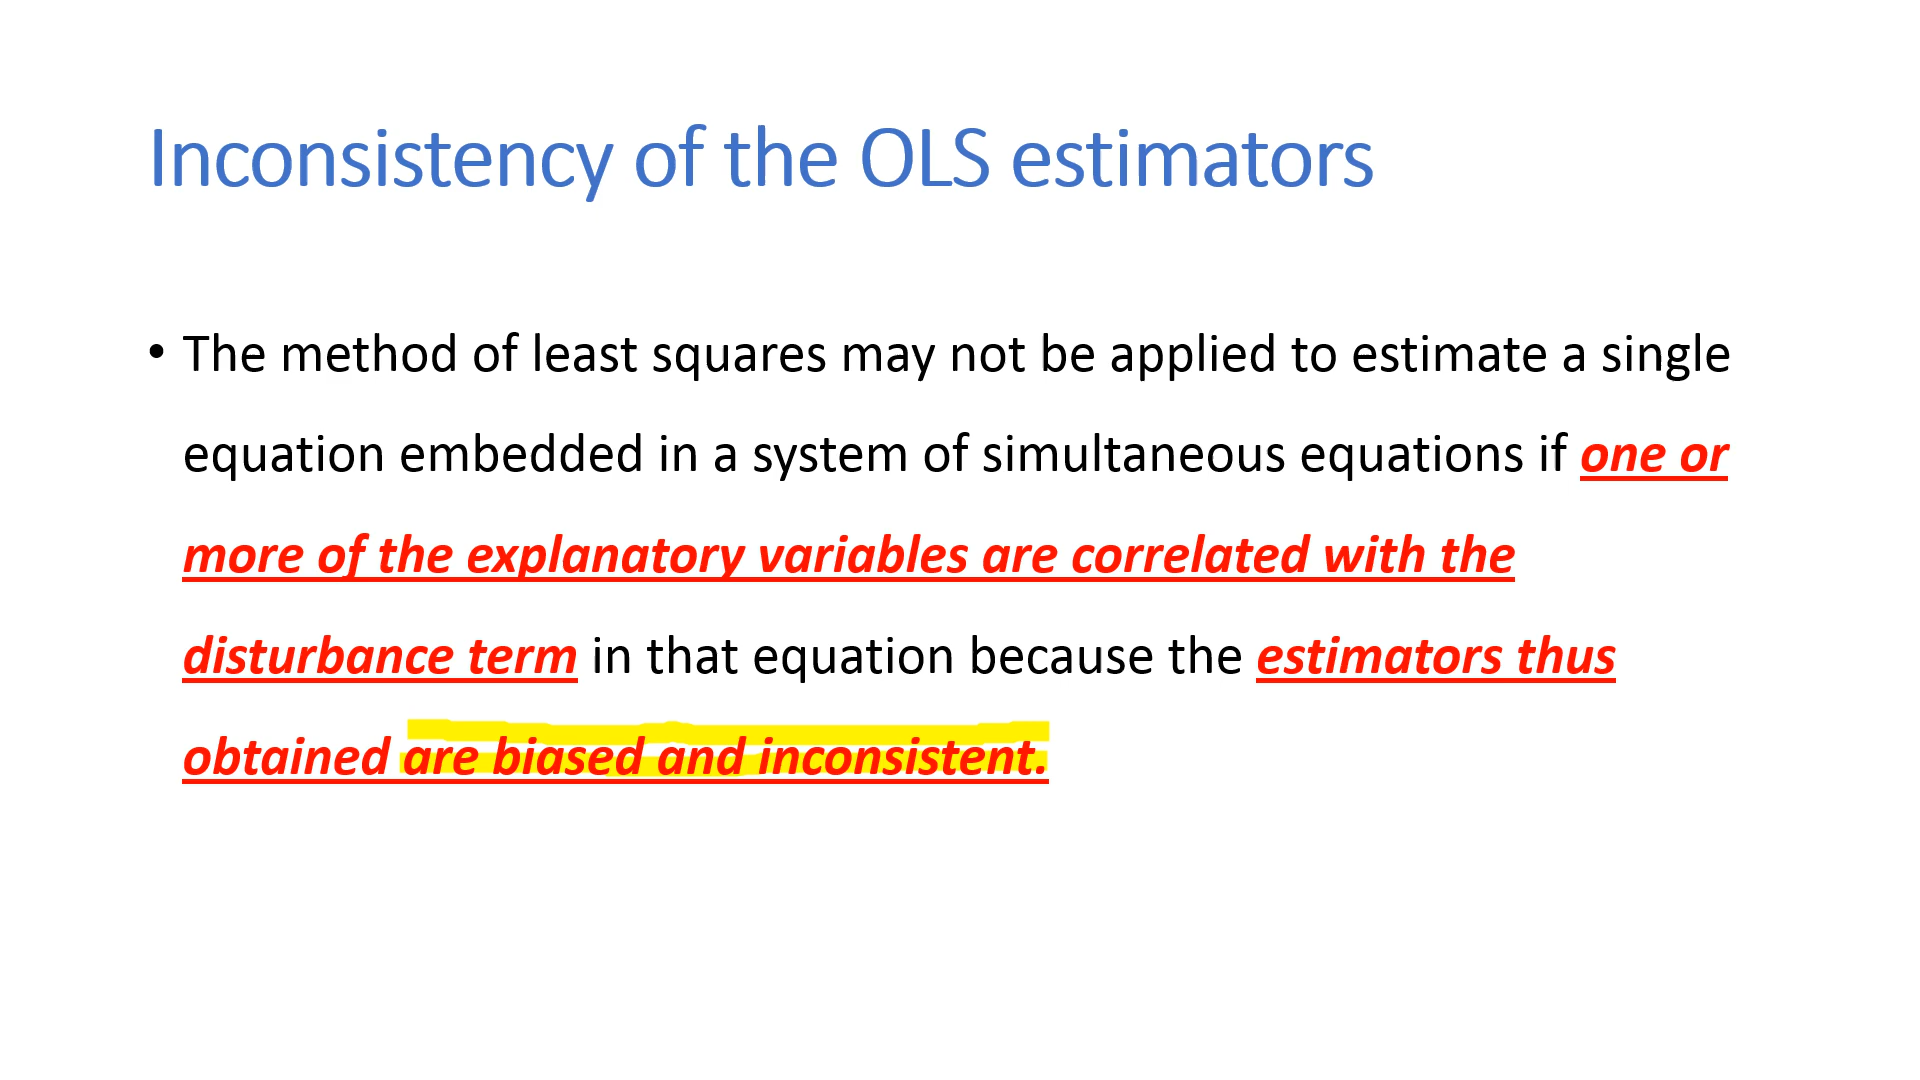 Inconsistency of the OLS estimators
• The method of least squares may not be applied to estimate a single
equation embedded in a system of simultaneous equations if one or
more of the explanatory variables are correlated with the
disturbance term in that equation because the estimators thus
obtained are biased and inconsistent.